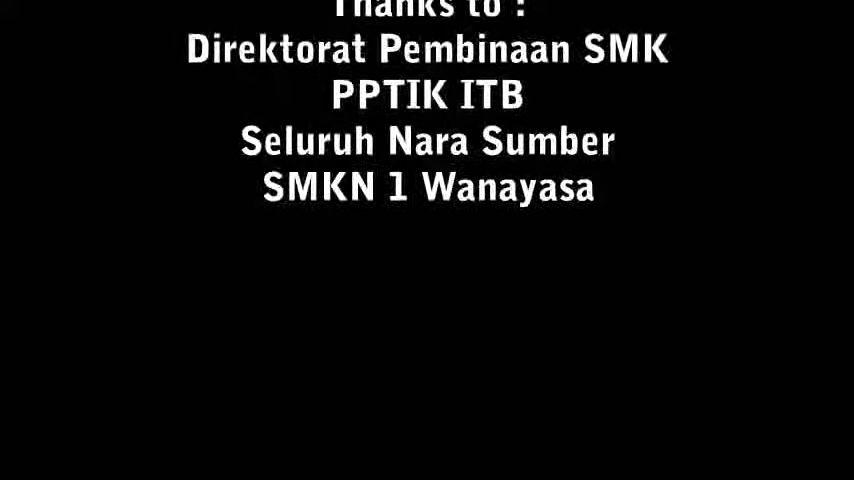 Thanks to :
Direktorat Pembinaan SMK
PPTIK ITB
Seluruh Nara Sumber
SMKN 1 Wanayasa